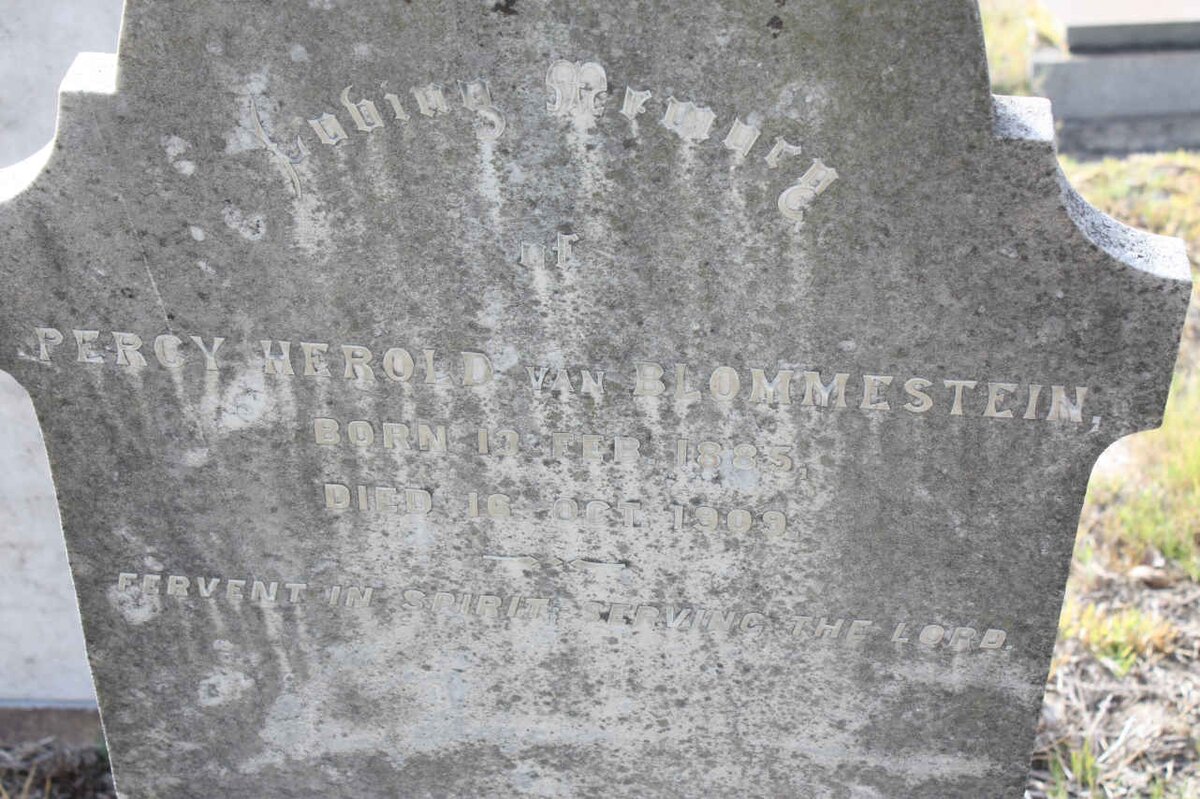 Loving Memory
of
PERCY HEROLD VAN BLOMMESTEIN,
BORN 13 FEB. 1885,
DIED 16 OCT. 1909.
FERVENT IN SPIRIT, SERVING THE LORD.